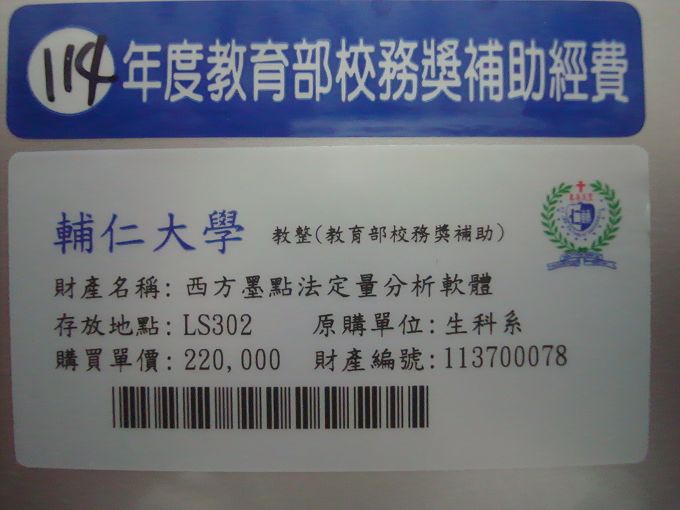 114年度教育部校務獎補助經費
輔仁大學 教整(教育部校務獎補助)
財產名稱: 西方墨點法定量分析軟體
存放地點: LS302 原購單位: 生科系
購買單價: 220,000 財產編號: 113700078